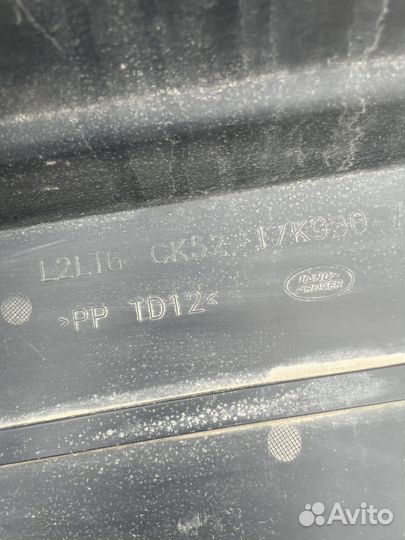 L2LTG CK52-17K950-
LAND
ROVER
>PP TD12<
Avito